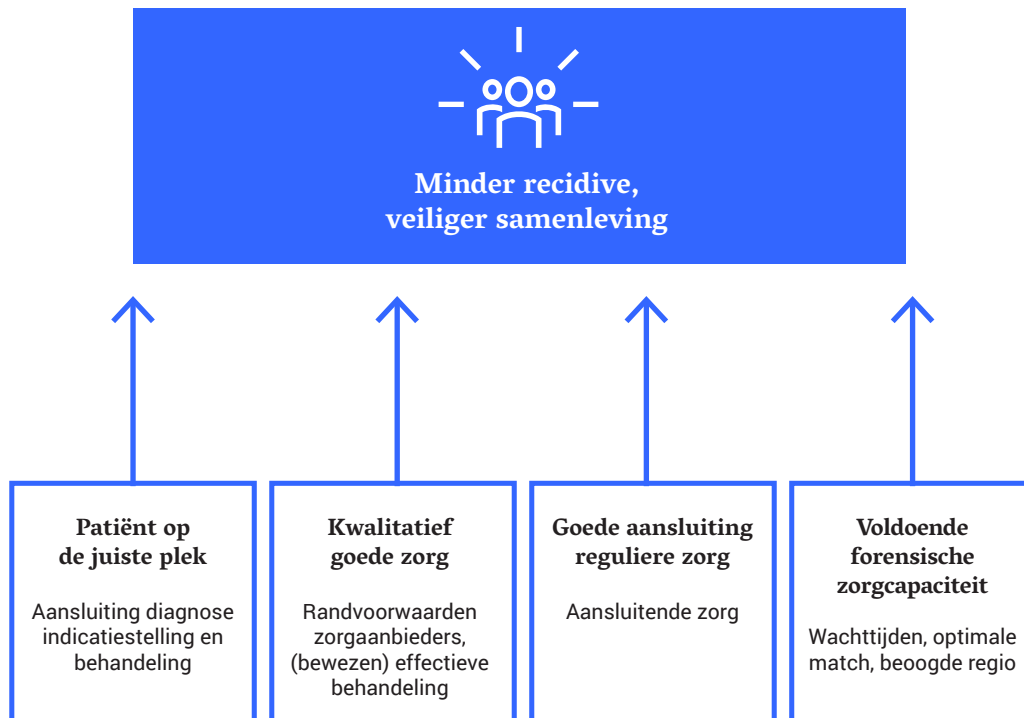 Minder recidive,
veiliger samenleving
Patiënt op
de juiste plek
Aansluiting diagnose
indicatiestelling en
behandeling
Kwalitatief
goede zorg
Randvoorwaarden
zorgaanbieders,
(bewezen) effectieve
behandeling
Goede aansluiting
reguliere zorg
Aansluitende zorg
Voldoende
forensische
zorgcapaciteit
Wachttijden, optimale
match, beoogde regio